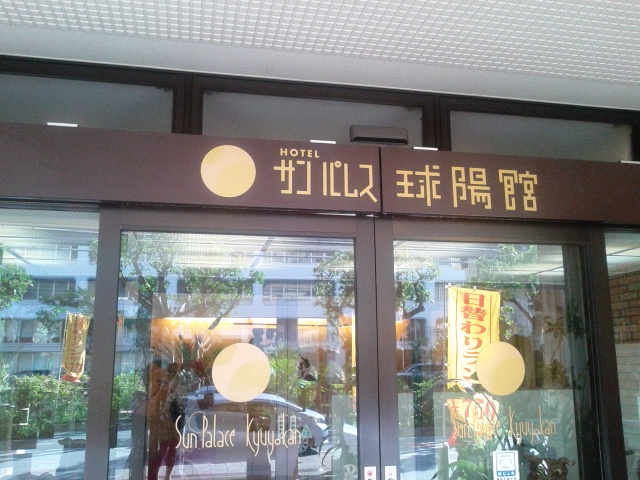 HOTEL
サンパレス 球陽館
日替わりラン
Sun Palace Kyuyokan
Sun Palace Kyuyokan